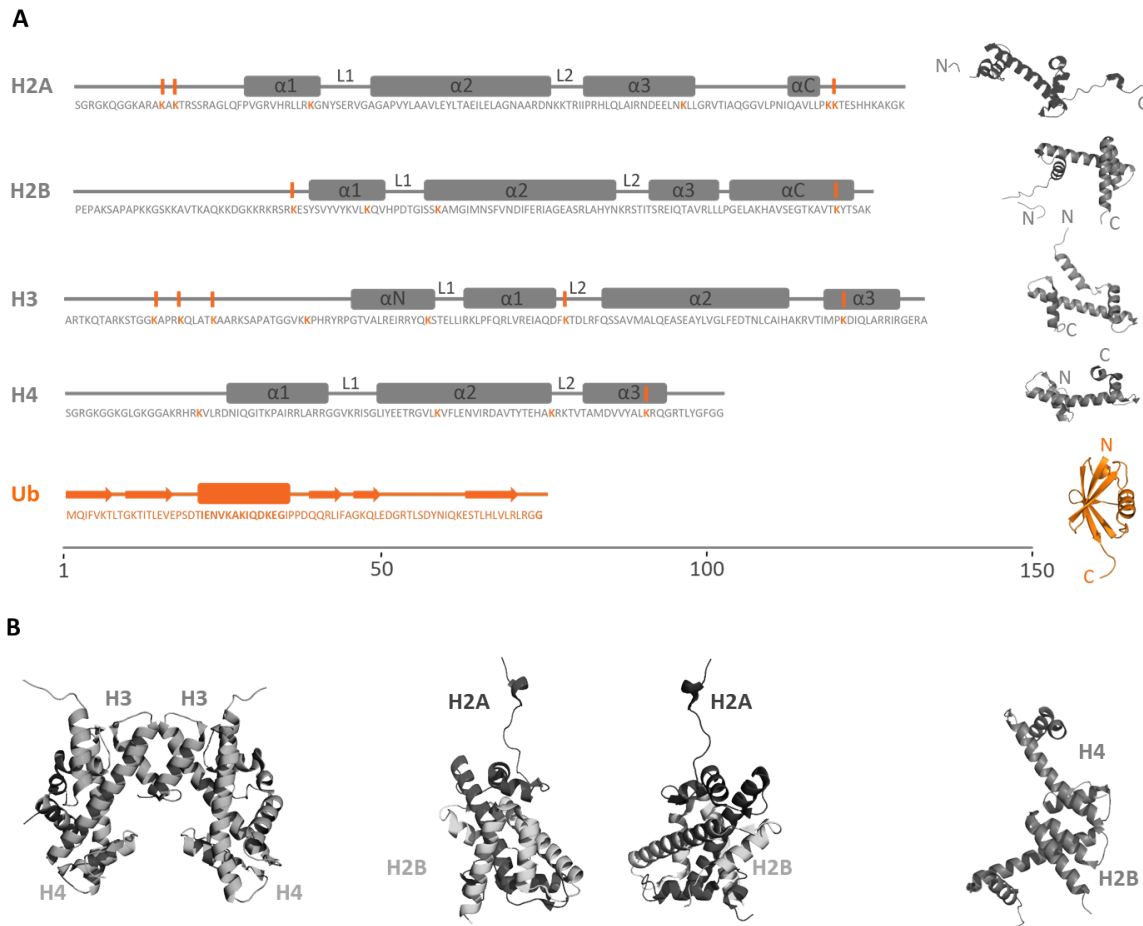 A
H2A
α1 L1 α2 L2 α3 αC
SGRGKQGGKARAKAKTRSSRAGLQFPVGRVHRLLRKGNYSERVGAGAPVYLAAVLEYLTAEILELAGNAARDNKKTRIIPRHLQLAIRNDEELNKLLGRVTIAQGGVLPNIQAVLLPKKTESHHKAKGK
N C
H2B
α1 L1 α2 L2 α3 αC
PEPAKSAPAPKKGSKKAVTKAQKKDGKKRKRSRKESYSVYVYKVLKQVHPDTGISSKAMGIMNSFVNDIFERIAGEASRLAHYNKRSTITSREIQTAVRLLLPGELAKHAVSEGTKAVTKYTSAK
N N C
H3
αN L1 α1 L2 α2 α3
ARTKQTARKSTGGKAPRKQLATKAARKSAPATGGVKKPHRYRPGTVALREIRRYQKSTELLIRKLPFQRLVREIAQDFKTDLRFQSSAVMALQEASEAYLVGLFEDTNLCAIHAKRVTIMPKDIQLARRIRGERA
C
H4
α1 L1 α2 L2 α3
SGRGKGGKGLGKGGAKRHRKVLRDNIQGITKPAIRRLARRGGVKRISGLIYEETRGVLKVFLENVIRDAVTYTEHAKRKTVTAMDVVYALKRQGRTLYGFGG
N C
Ub
MQIFVKTLTGKTITLEVEPSDTIENVKAKIQDKEGIPPDQQRLIFAGKQLEDGRTLSDYNIQKESTLHLVLRLRGG
N
C
1 50 100 150
B
H3 H3
H4 H4
H2A
H2B
H2A
H2B
H4
H2B